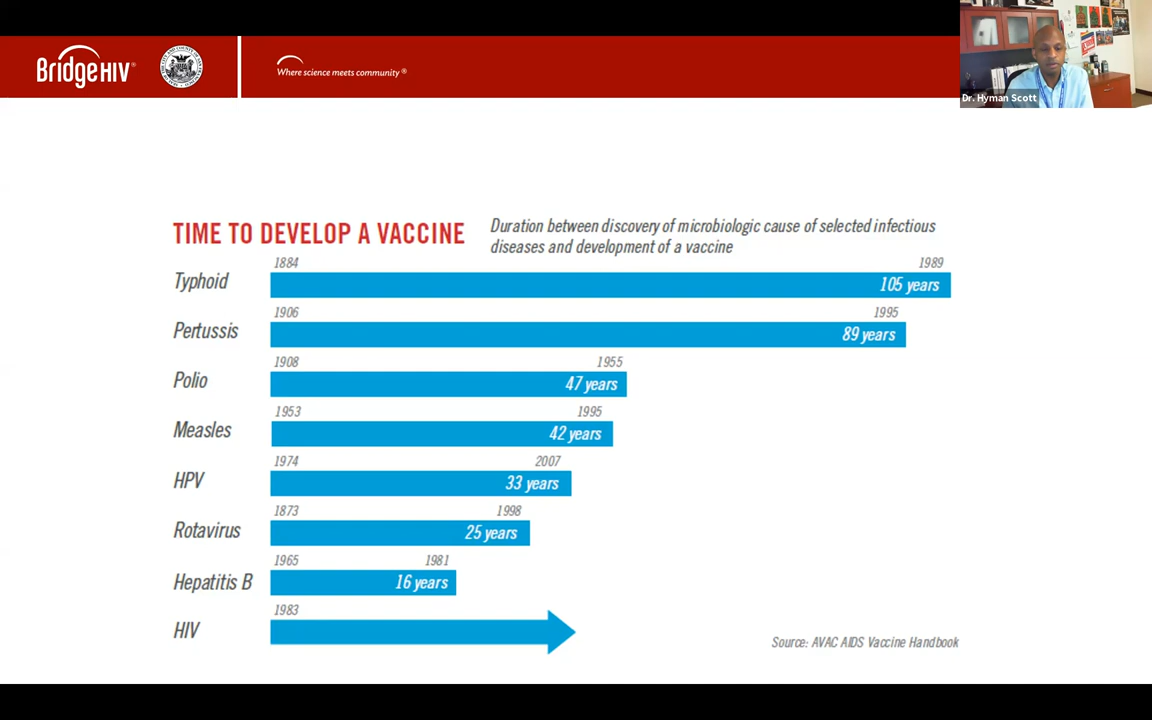 BridgeHIV®
Where science meets community®
Dr. Hyman Scott
TIME TO DEVELOP A VACCINE
Duration between discovery of microbiologic cause of selected infectious
diseases and development of a vaccine
1884 1989
Typhoid 105 years
1906 1995
Pertussis 89 years
1908 1955
Polio 47 years
1953 1995
Measles 42 years
1974 2007
HPV 33 years
1873 1998
Rotavirus 25 years
1965 1981
Hepatitis B 16 years
1983
HIV
Source: AVAC AIDS Vaccine Handbook